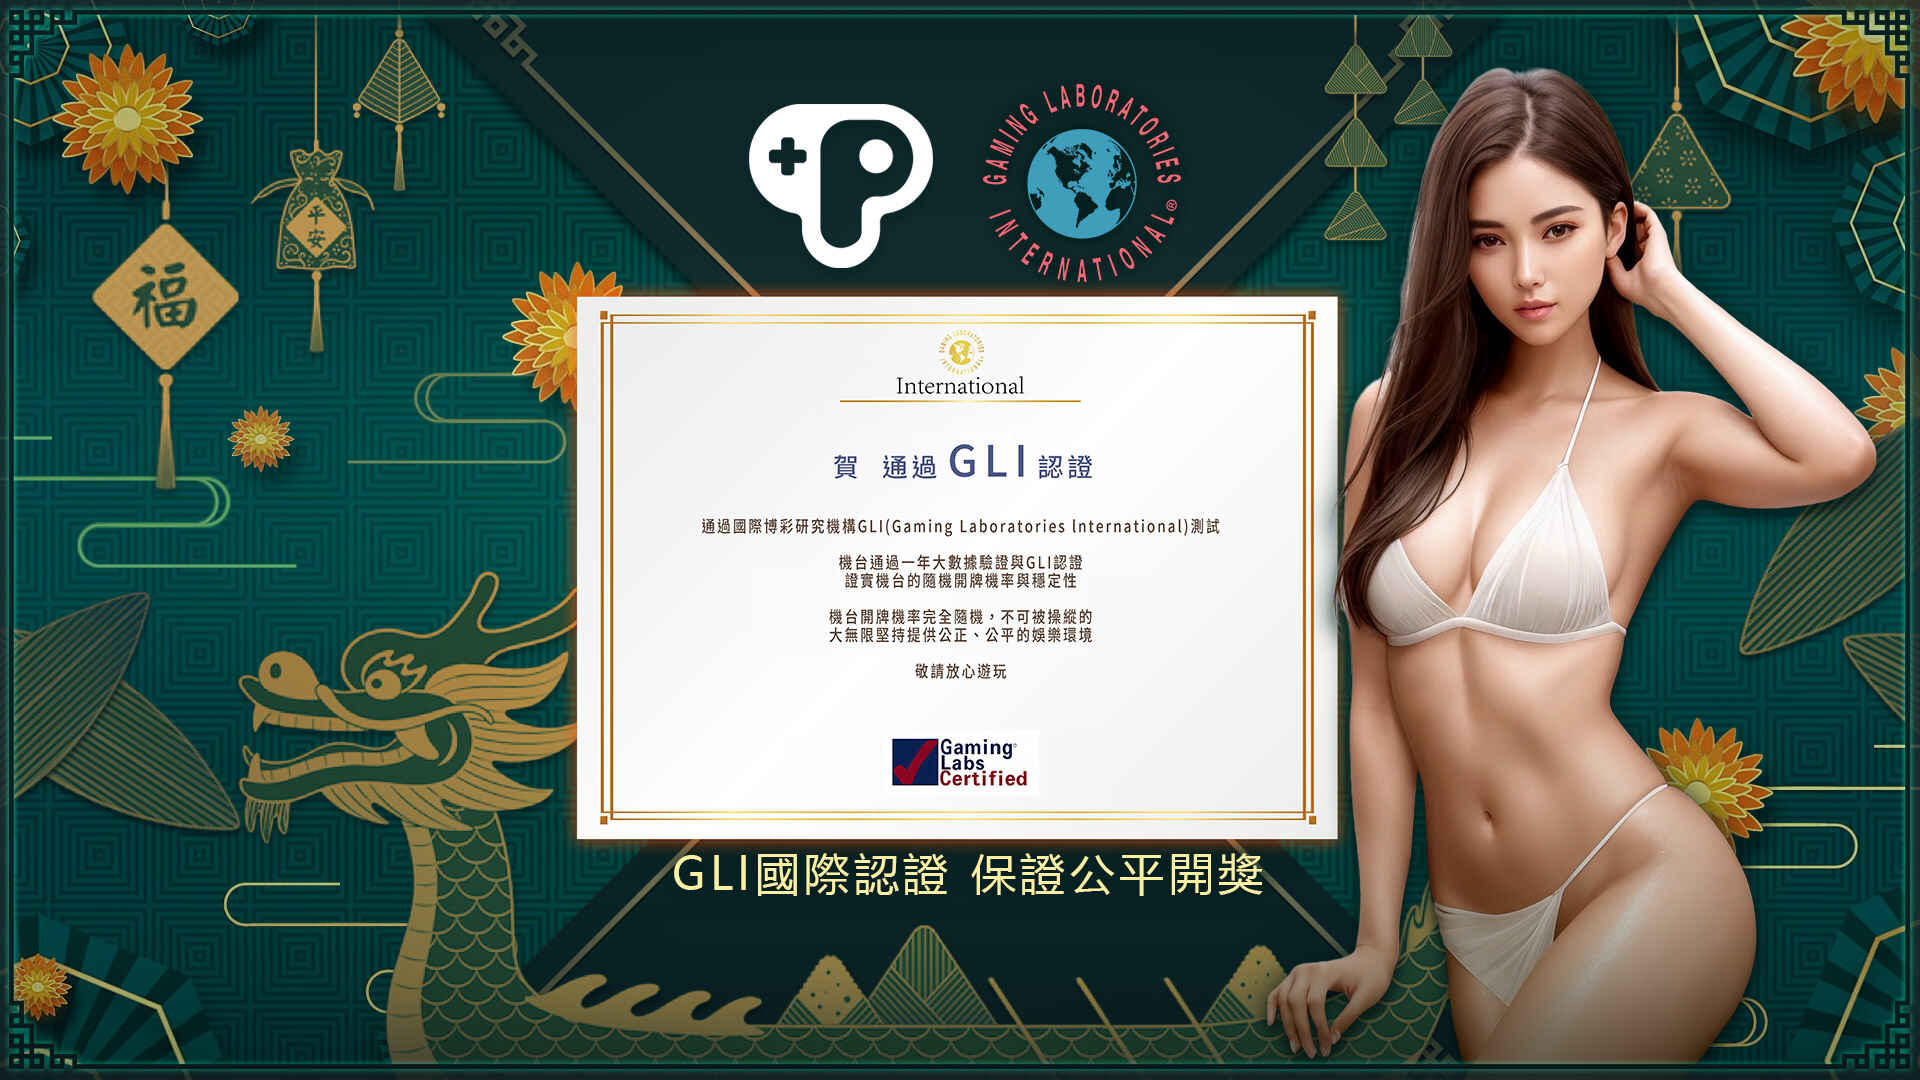 福
平安
GAMING LABORATORIES INTERNATIONAL®
GAMING LABORATORIES INTERNATIONAL
International
賀 通過 GLI 認證
通過國際博彩研究機構GLI(Gaming Laboratories lnternational)測試
機台通過一年大數據驗證與GLI認證
證實機台的隨機開牌機率與穩定性
機台開牌機率完全隨機，不可被操縱的
大無限堅持提供公正、公平的娛樂環境
敬請放心遊玩
Gaming®
Labs
Certified
GLI國際認證 保證公平開獎